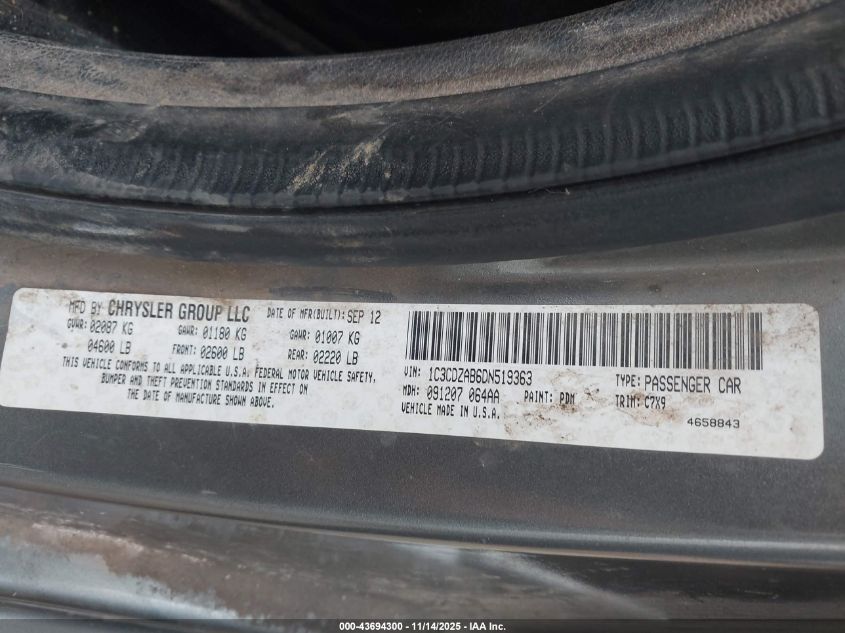 MFD BY CHRYSLER GROUP LLC DATE OF MFR(BUILT): SEP 12
GVWR: 02087 KG GAWR: 01180 KG GAWR: 01007 KG
04600 LB FRONT: 02600 LB REAR: 02220 LB
THIS VEHICLE CONFORMS TO ALL APPLICABLE U.S.A. FEDERAL MOTOR VEHICLE SAFETY,
BUMPER AND THEFT PREVENTION STANDARDS IN EFFECT ON
THE DATE OF MANUFACTURE SHOWN ABOVE.
VIN: 1C3CDZAB6DN519363 TYPE: PASSENGER CAR
MDH: 091207 064AA PAINT: PDM TRIM: C7X9
VEHICLE MADE IN U.S.A. 4658843
000-43694300 - 11/14/2025 - IAA Inc.